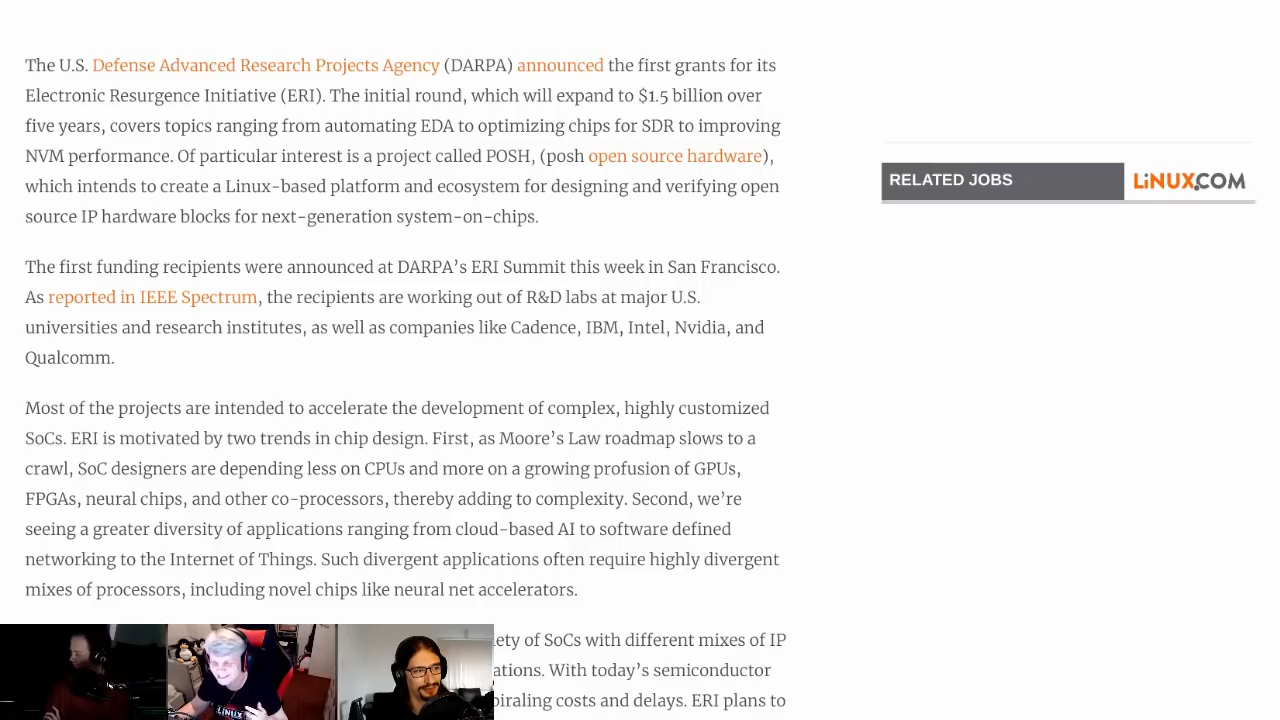 The U.S. Defense Advanced Research Projects Agency (DARPA) announced the first grants for its
Electronic Resurgence Initiative (ERI). The initial round, which will expand to $1.5 billion over
five years, covers topics ranging from automating EDA to optimizing chips for SDR to improving
NVM performance. Of particular interest is a project called POSH, (posh open source hardware),
which intends to create a Linux-based platform and ecosystem for designing and verifying open
source IP hardware blocks for next-generation system-on-chips.
The first funding recipients were announced at DARPA’s ERI Summit this week in San Francisco.
As reported in IEEE Spectrum, the recipients are working out of R&D labs at major U.S.
universities and research institutes, as well as companies like Cadence, IBM, Intel, Nvidia, and
Qualcomm.
Most of the projects are intended to accelerate the development of complex, highly customized
SoCs. ERI is motivated by two trends in chip design. First, as Moore’s Law roadmap slows to a
crawl, SoC designers are depending less on CPUs and more on a growing profusion of GPUs,
FPGAs, neural chips, and other co-processors, thereby adding to complexity. Second, we’re
seeing a greater diversity of applications ranging from cloud-based AI to software defined
networking to the Internet of Things. Such divergent applications often require highly divergent
mixes of processors, including novel chips like neural net accelerators.
of SoCs with different mixes of IP
With today’s semiconductor
costs and delays. ERI plans to
RELATED JOBS
LiNUX.COM
LINUX